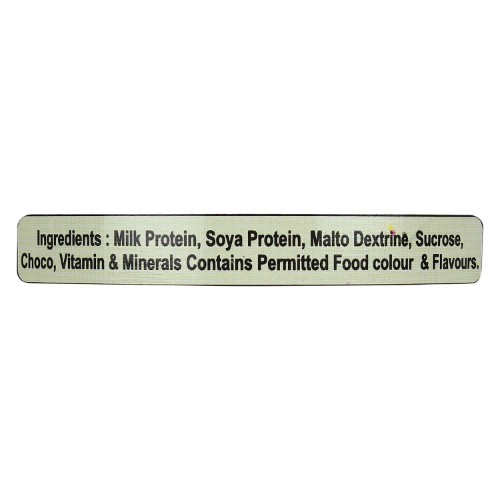 Ingredients : Milk Protein, Soya Protein, Malto Dextrine, Sucrose,
Choco, Vitamin & Minerals Contains Permitted Food colour & Flavours.